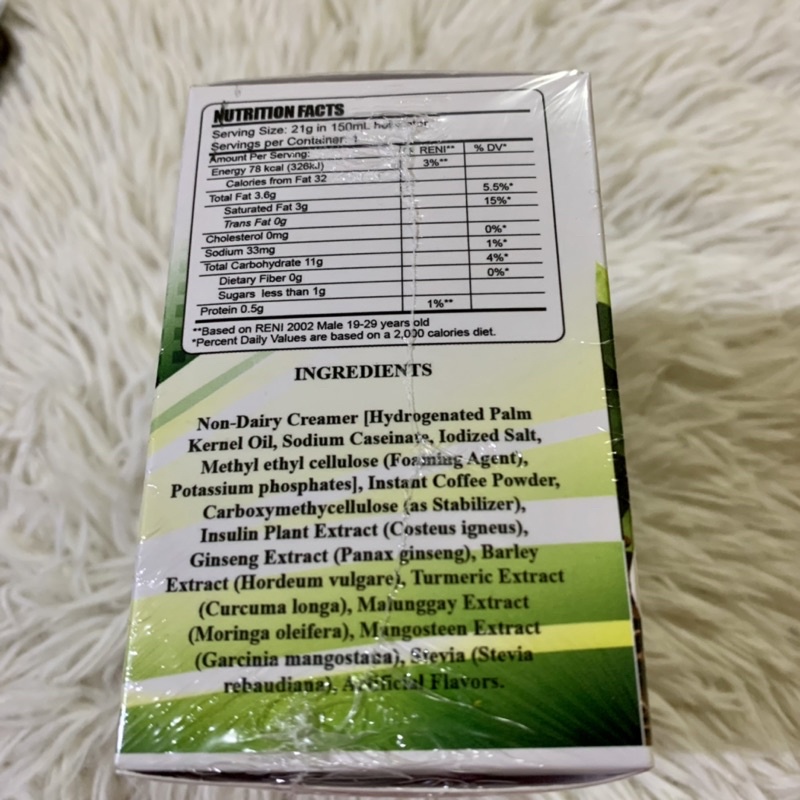 NUTRITION FACTS
Serving Size: 21g in 150mL
Servings per Container: 1
Amount Per Serving: RENI** % DV*
Energy 78 kcal (326kJ) 3%**
Calories from Fat 32
Total Fat 3.6g 5.5%*
Saturated Fat 3g 15%*
Trans Fat 0g
Cholesterol 0mg 0%*
Sodium 33mg 1%*
Total Carbohydrate 11g 4%*
Dietary Fiber 0g 0%*
Sugars less than 1g
Protein 0.5g 1%**
**Based on RENI 2002 Male 19-29 years old
*Percent Daily Values are based on a 2,000 calories diet.
INGREDIENTS
Non-Dairy Creamer [Hydrogenated Palm
Kernel Oil, Sodium Caseinate, Iodized Salt,
Methyl ethyl cellulose (Foaming Agent),
Potassium phosphates], Instant Coffee Powder,
Carboxymethycellulose (as Stabilizer),
Insulin Plant Extract (Costeus igneus),
Ginseng Extract (Panax ginseng), Barley
Extract (Hordeum vulgare), Turmeric Extract
(Curcuma longa), Malunggay Extract
(Moringa oleifera), Mangosteen Extract
(Garcinia mangostana), Stevia (Stevia
rebaudiana), Artificial Flavors.